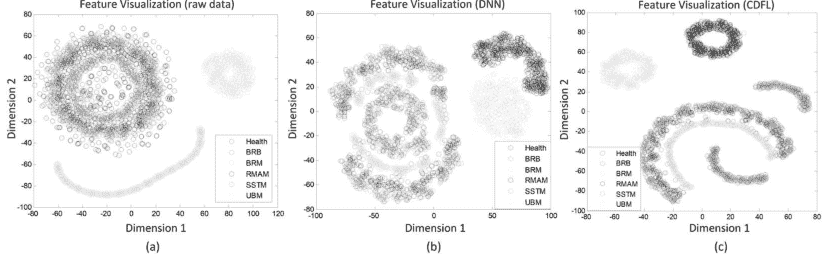 Feature Visualization (raw data)
Dimension 2
100
80
60
40
20
0
-20
-40
-60
-80
-100
-80 -60 -40 -20 0 20 40 60 80 100 120
Health
BRB
BRM
RMAM
SSTM
UBM
Dimension 1
(a)
Feature Visualization (DNN)
Dimension 2
80
60
40
20
0
-20
-40
-60
-80
-100 -50 0 50 100
Health
BRB
BRM
RMAM
SSTM
UBM
Dimension 1
(b)
Feature Visualization (CDFL)
Dimension 2
100
80
60
40
20
0
-20
-40
-60
-80
-100
-80 -60 -40 -20 0 20 40 60 80
Health
BRB
BRM
RMAM
SSTM
UBM
Dimension 1
(c)